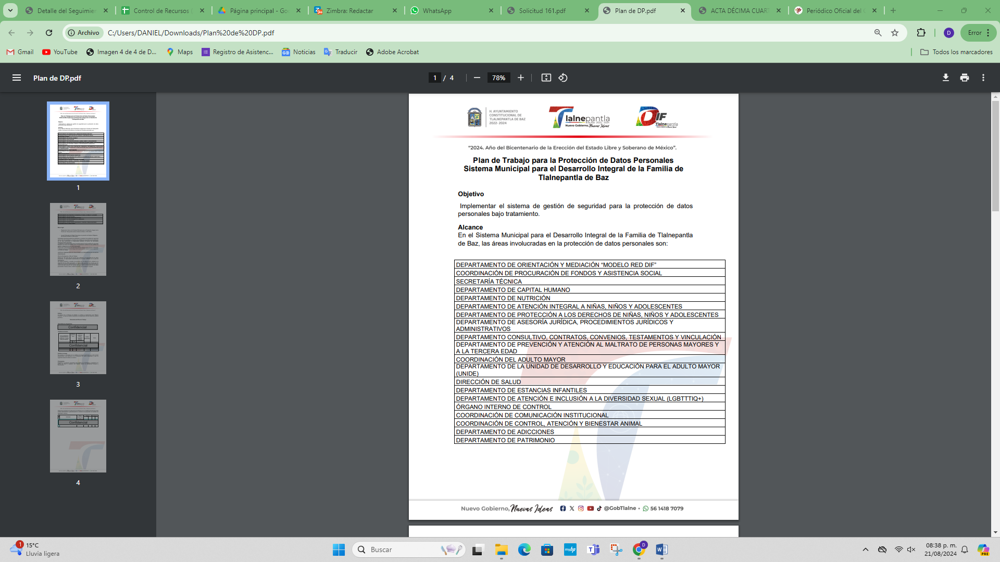 Detalle del Seguimien
Control de Recursos
Página principal - Go
Zimbra: Redactar
WhatsApp
Solicitud 161.pdf
Plan de DP.pdf
ACTA DÉCIMA CUART
Periódico Oficial del
Archivo
C:/Users/DANIEL/Downloads/Plan%20de%20DP.pdf
D
Error
Gmail
YouTube
Imagen 4 de 4 de D...
Maps
Registro de Asistenc...
Noticias
Traducir
Adobe Acrobat
Todos los marcadores
Plan de DP.pdf
1 / 4
78%
1
2
3
4
Confidencial
Confidencial
Confidencial
H. AYUNTAMIENTO
CONSTITUCIONAL DE
TLALNEPANTLA DE BAZ
2022- 2024
Tlalnepantla
Nuevo Gobierno, Nuevas Ideas
DIF
Tlalnepantla
“2024. Año del Bicentenario de la Erección del Estado Libre y Soberano de México”.
Plan de Trabajo para la Protección de Datos Personales
Sistema Municipal para el Desarrollo Integral de la Familia de
Tlalnepantla de Baz
Objetivo
Implementar el sistema de gestión de seguridad para la protección de datos
personales bajo tratamiento.
Alcance
En el Sistema Municipal para el Desarrollo Integral de la Familia de Tlalnepantla
de Baz, las áreas involucradas en la protección de datos personales son:
DEPARTAMENTO DE ORIENTACIÓN Y MEDIACIÓN “MODELO RED DIF”
COORDINACIÓN DE PROCURACIÓN DE FONDOS Y ASISTENCIA SOCIAL
SECRETARÍA TÉCNICA
DEPARTAMENTO DE CAPITAL HUMANO
DEPARTAMENTO DE NUTRICIÓN
DEPARTAMENTO DE ATENCIÓN INTEGRAL A NIÑAS, NIÑOS Y ADOLESCENTES
DEPARTAMENTO DE PROTECCIÓN A LOS DERECHOS DE NIÑAS, NIÑOS Y ADOLESCENTES
DEPARTAMENTO DE ASESORÍA JURÍDICA, PROCEDIMIENTOS JURÍDICOS Y
ADMINISTRATIVOS
DEPARTAMENTO CONSULTIVO, CONTRATOS, CONVENIOS, TESTAMENTOS Y VINCULACIÓN
DEPARTAMENTO DE PREVENCIÓN Y ATENCIÓN AL MALTRATO DE PERSONAS MAYORES Y
A LA TERCERA EDAD
COORDINACIÓN DEL ADULTO MAYOR
DEPARTAMENTO DE LA UNIDAD DE DESARROLLO Y EDUCACIÓN PARA EL ADULTO MAYOR
(UNIDE)
DIRECCIÓN DE SALUD
DEPARTAMENTO DE ESTANCIAS INFANTILES
DEPARTAMENTO DE ATENCIÓN E INCLUSIÓN A LA DIVERSIDAD SEXUAL (LGBTTTIQ+)
ÓRGANO INTERNO DE CONTROL
COORDINACIÓN DE COMUNICACIÓN INSTITUCIONAL
COORDINACIÓN DE CONTROL, ATENCIÓN Y BIENESTAR ANIMAL
DEPARTAMENTO DE ADICCIONES
DEPARTAMENTO DE PATRIMONIO
Nuevo Gobierno, Nuevas Ideas @GobTlalne • 56 1418 7079
1
15°C
Lluvia ligera
Buscar
08:38 p. m.
21/08/2024